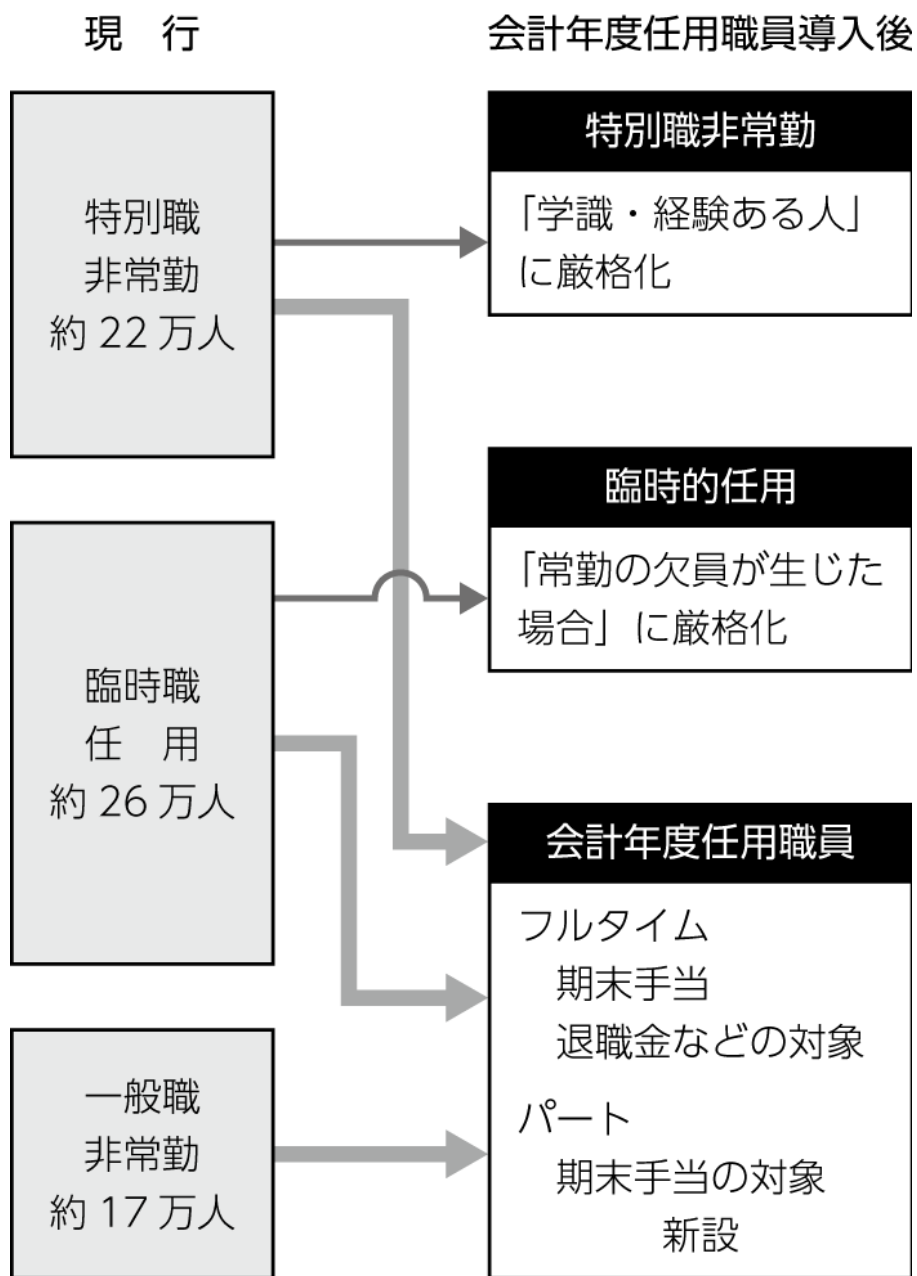 現　行
会計年度任用職員導入後
特別職
非常勤
約 22 万人
臨時職
任　用
約 26 万人
一般職
非常勤
約 17 万人
特別職非常勤
「学識・経験ある人」
に厳格化
臨時的任用
「常勤の欠員が生じた
場合」に厳格化
会計年度任用職員
フルタイム
期末手当
退職金などの対象
パート
期末手当の対象
新設